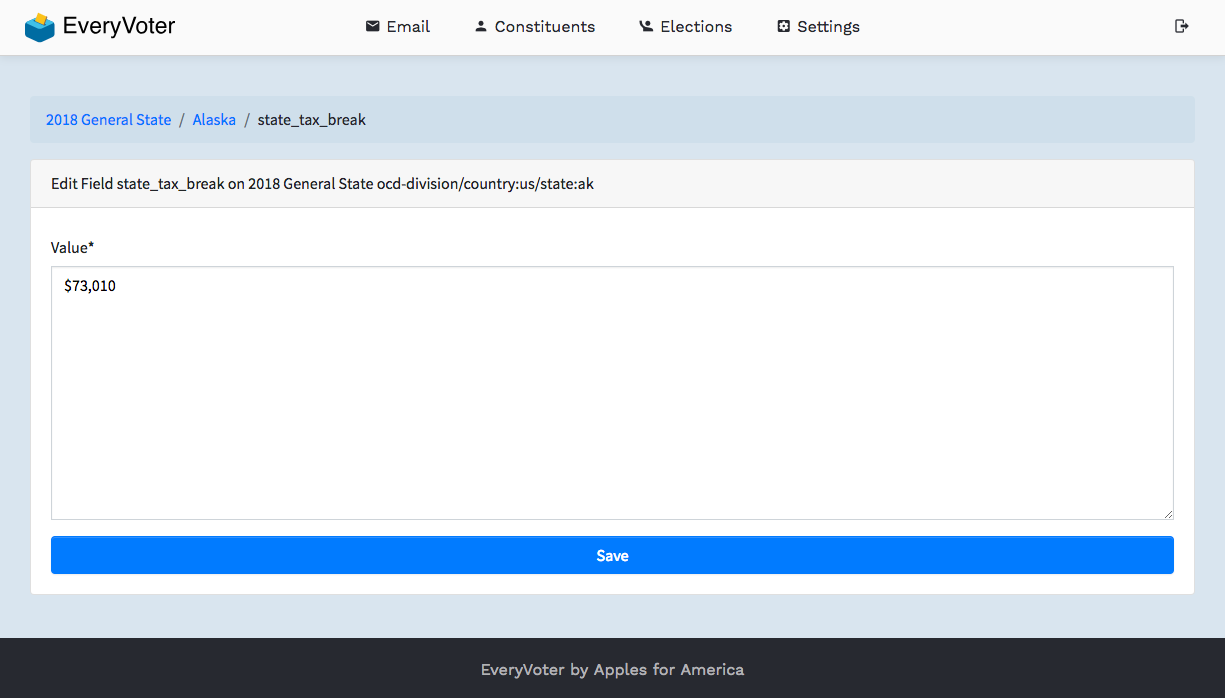 EveryVoter Email Constituents Elections Settings
2018 General State / Alaska / state_tax_break
Edit Field state_tax_break on 2018 General State ocd-division/country:us/state:ak
Value*
$73,010
Save
EveryVoter by Apples for America